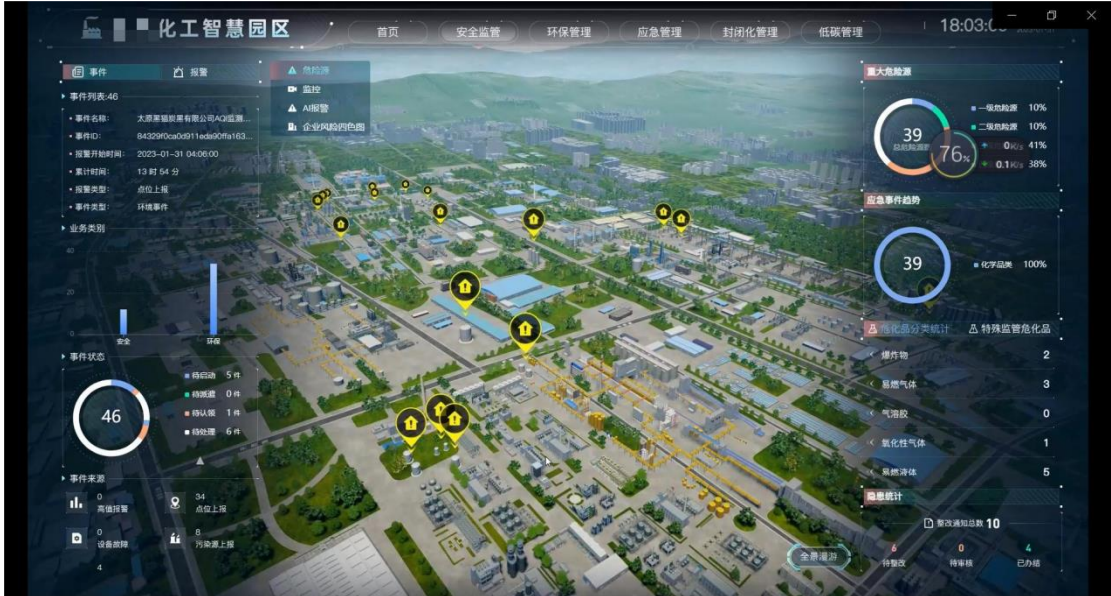 化工智慧园区
首页 安全监管 环保管理 应急管理 封闭化管理 低碳管理
18:03:0
事件 报警
事件列表:46
事件名称: 太原黑猫炭黑有限公司AQI监测...
事件ID: 84329f0ca0d911eda90ffa163...
报警开始时间: 2023-01-31 04:06:00
累计时间: 13 时 54 分
报警类型: 点位上报
事件类型: 环境事件
业务类别
40
20
0
安全 环保
事件状态
46
待启动 5 件
待派遣 0 件
待认领 1 件
待处理 6 件
事件来源
0
高值报警
34
点位上报
0
设备故障
8
污染源上报
4
危险源
监控
AI报警
企业风险四色图
重大危险源
39
总危险源数
一级危险源 10%
二级危险源 10%
76%
0K/s 41%
0.1K/s 38%
应急事件趋势
39
化学品类 100%
危化品分类统计 特殊监管危化品
爆炸物 2
易燃气体 3
气溶胶 0
氧化性气体 1
易燃液体 5
隐患统计
整改通知总数 10
6
待整改
0
待审核
4
已办结
全景漫游